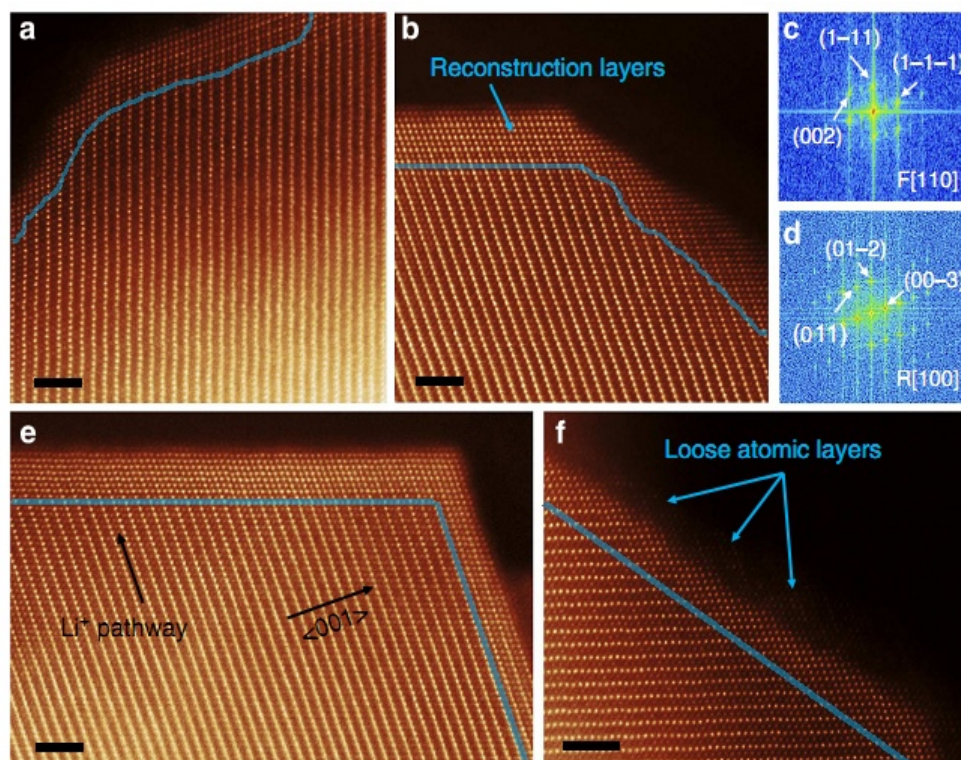 a
b
Reconstruction layers
c
(1–11)
(1–1–1)
(002)
F[110]
d
(01–2)
(00–3)
(011)
R[100]
e
Li+ pathway
<001>
f
Loose atomic layers